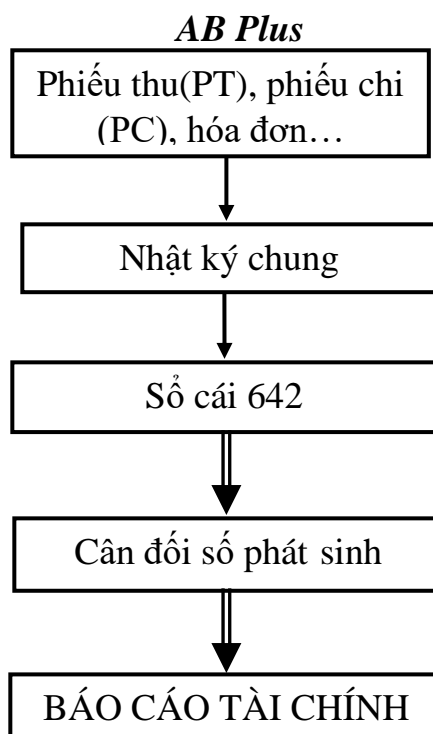 AB Plus
Phiếu thu(PT), phiếu chi
(PC), hóa đơn…
Nhật ký chung
Sổ cái 642
Cân đối số phát sinh
BÁO CÁO TÀI CHÍNH